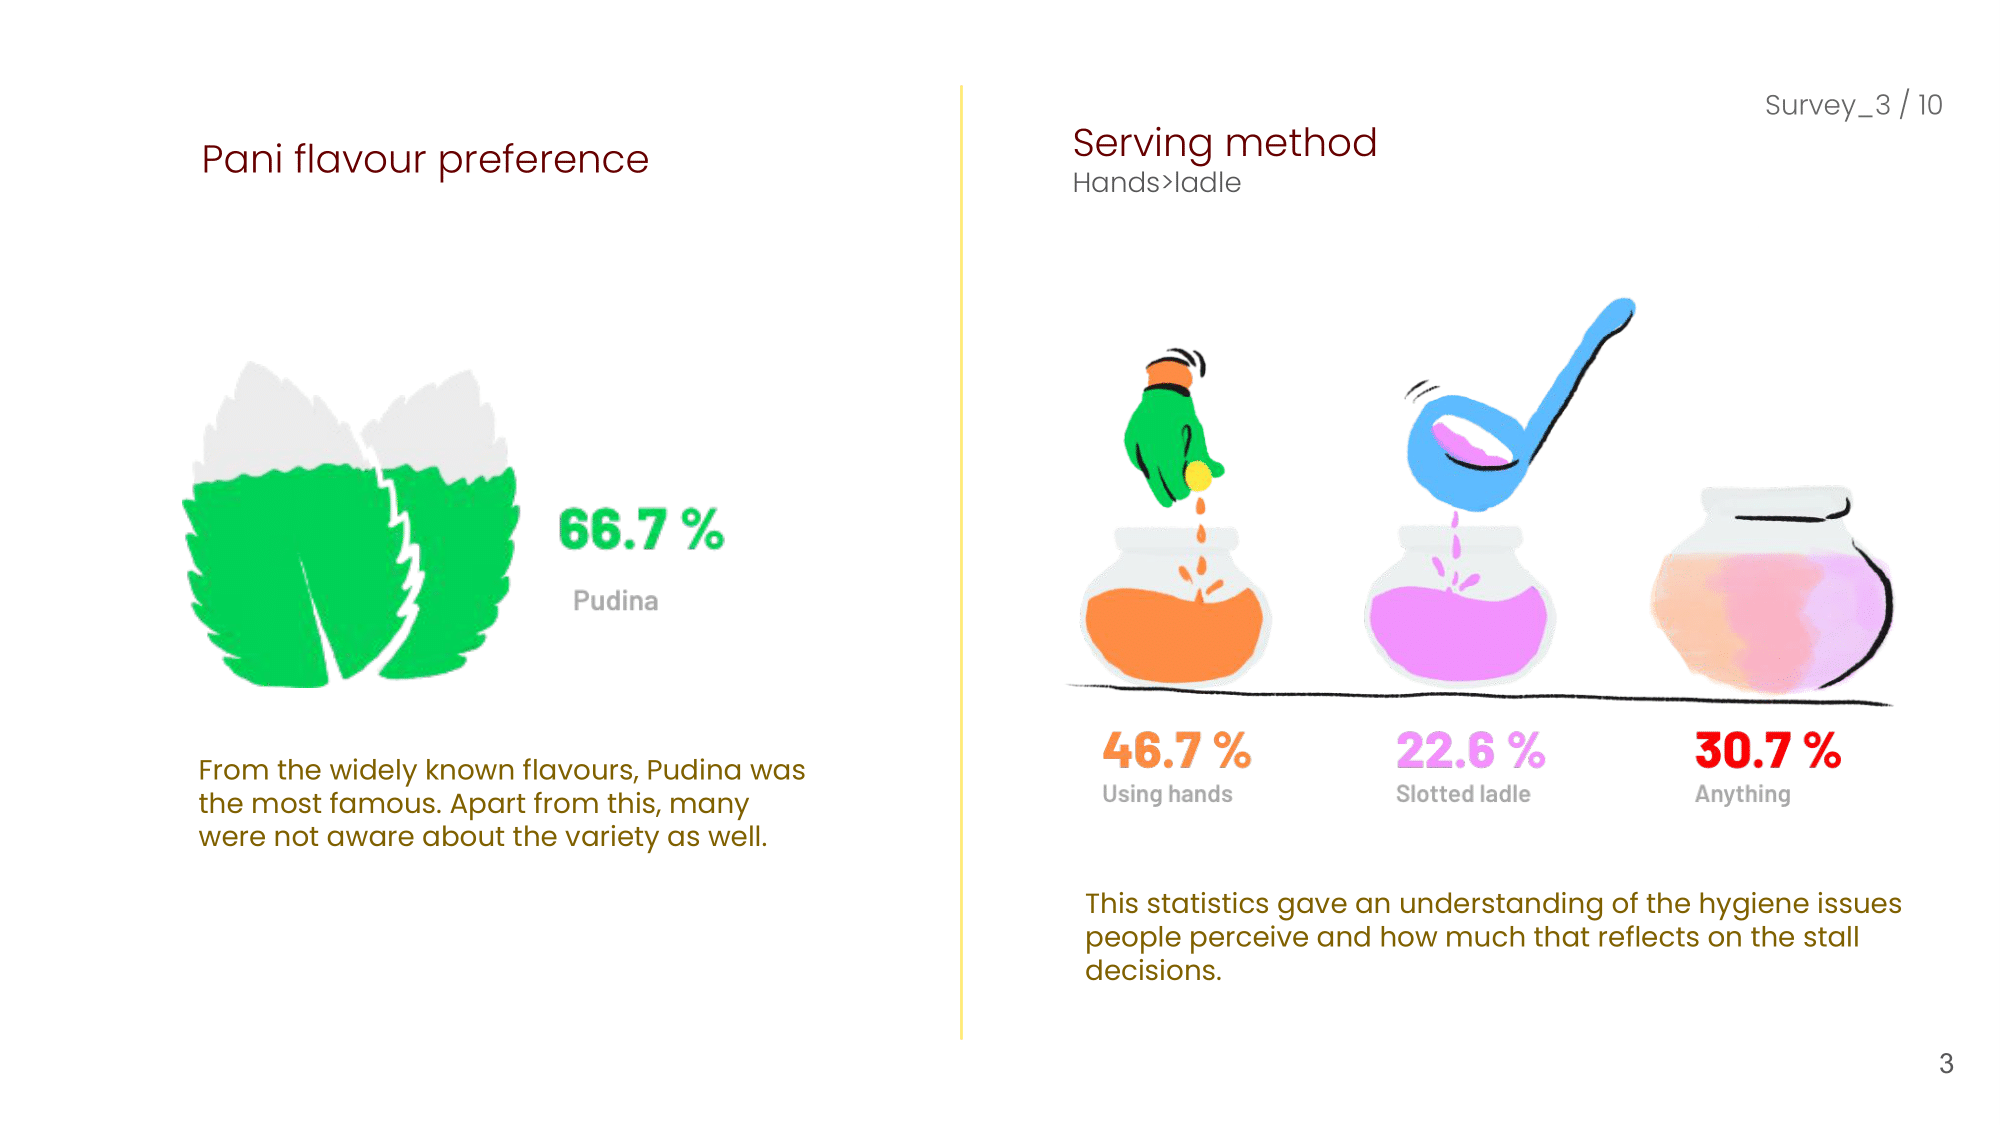 Survey_3 / 10
Pani flavour preference
66.7 %
Pudina
From the widely known flavours, Pudina was
the most famous. Apart from this, many
were not aware about the variety as well.
Serving method
Hands>ladle
46.7 %
Using hands
22.6 %
Slotted ladle
30.7 %
Anything
This statistics gave an understanding of the hygiene issues
people perceive and how much that reflects on the stall
decisions.
3